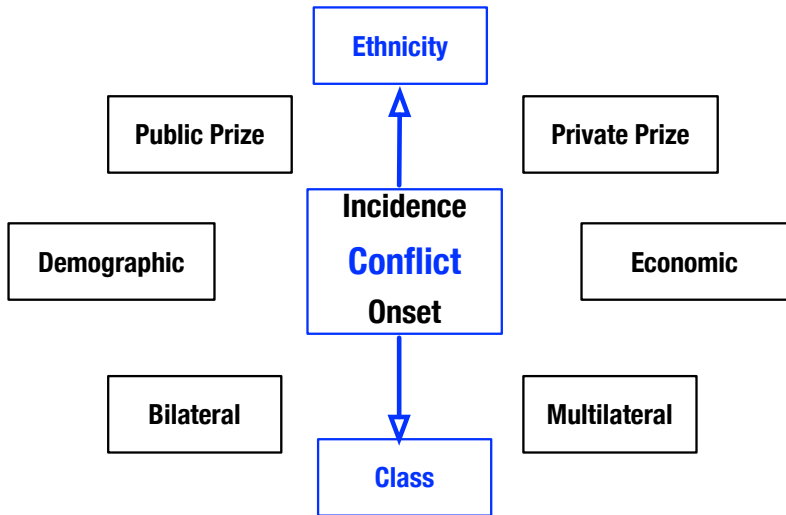 Ethnicity
Public Prize
Private Prize
Incidence
Demographic
Conflict
Economic
Onset
Bilateral
Multilateral
Class